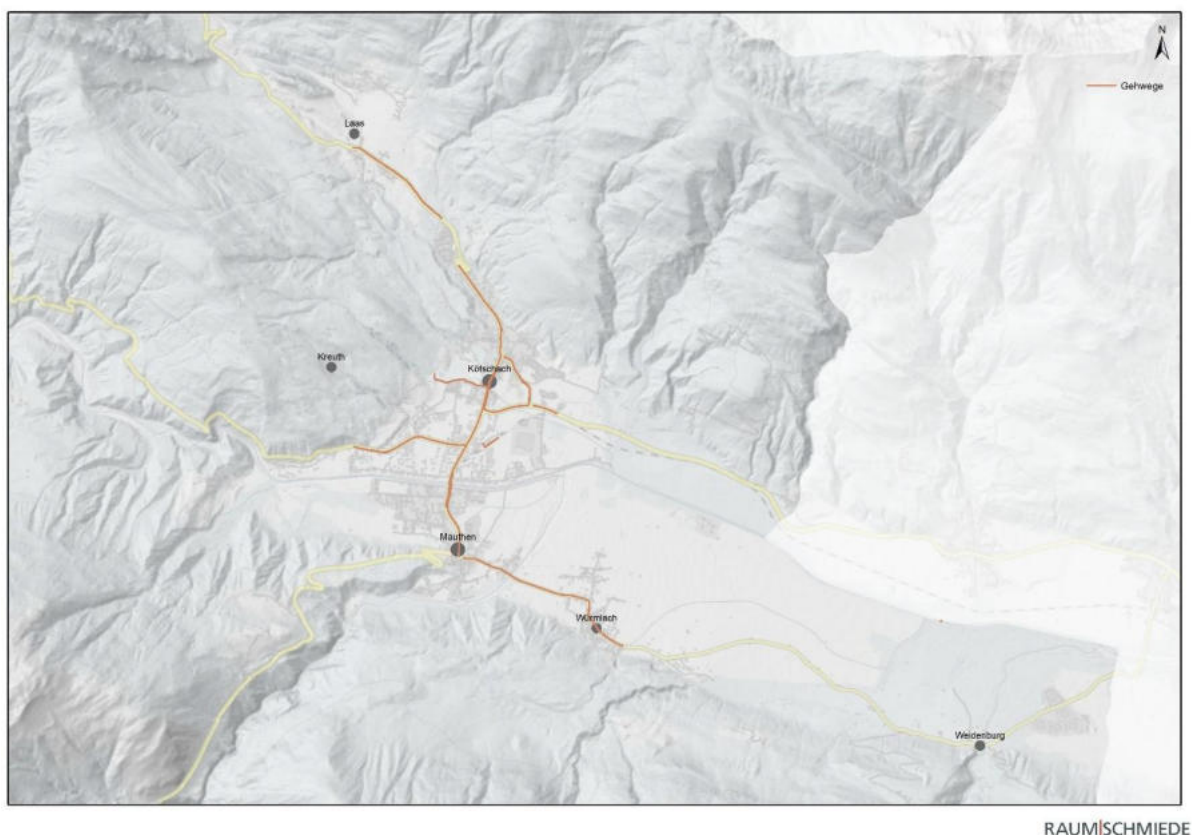 N
Gehwege
Laas
Kreuth
Kötschach
Mauthen
Würmlach
Weidenburg
RAUM|SCHMIEDE